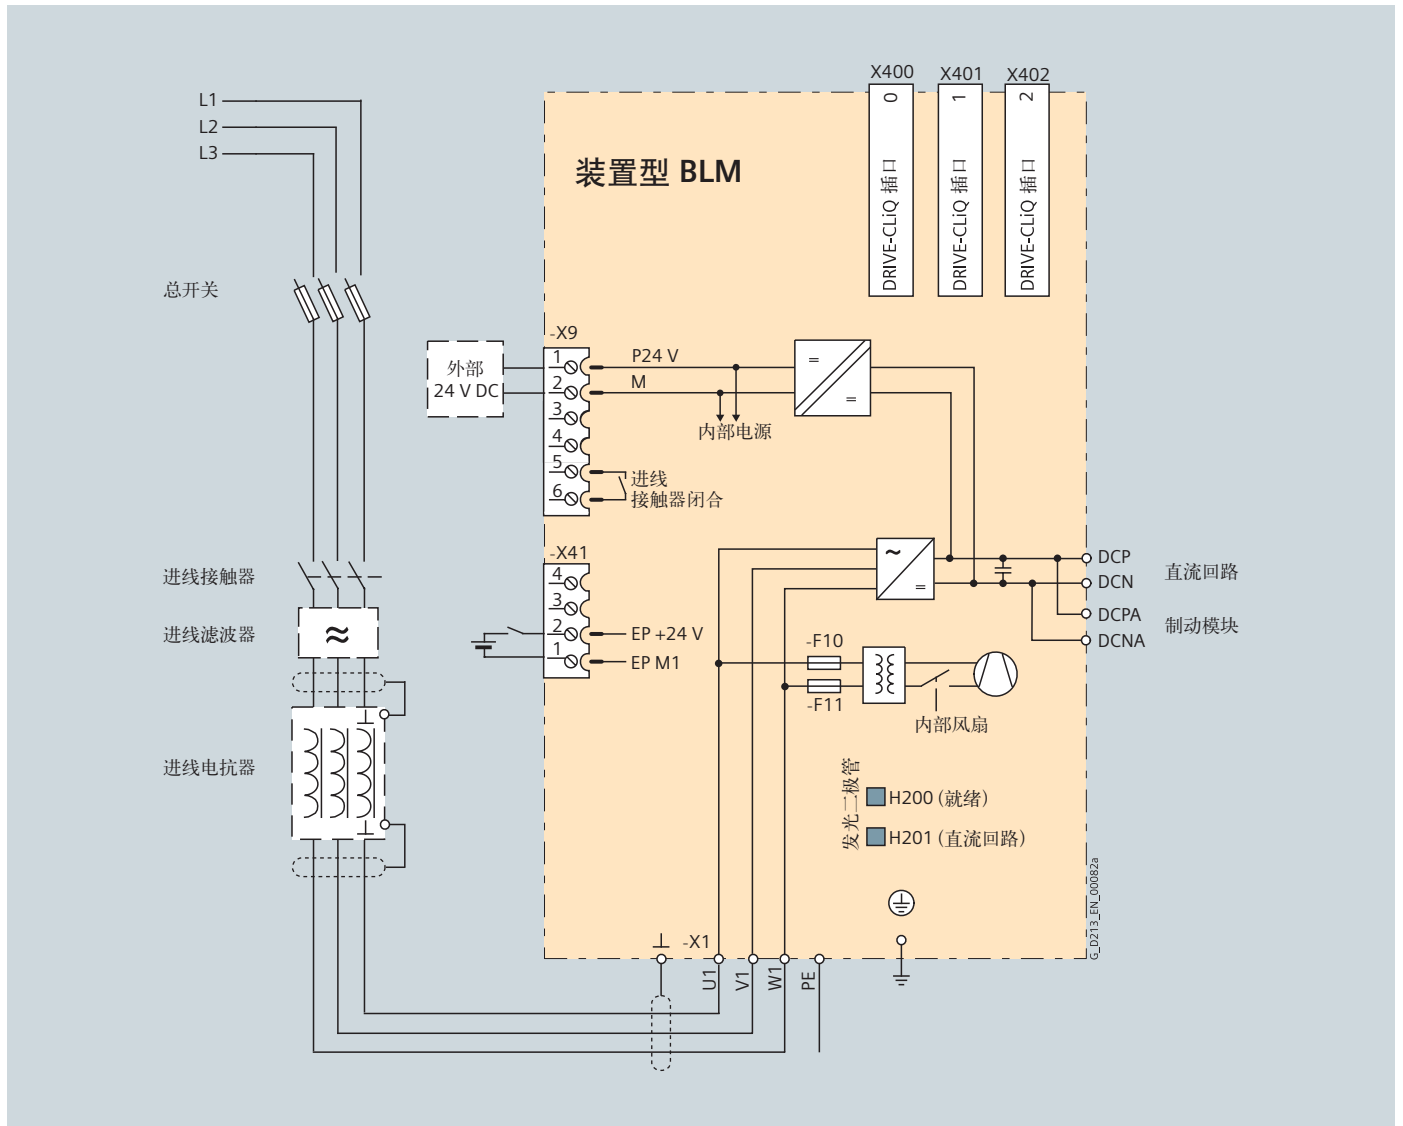 X400
X401
X402
0
1
2
DRIVE-CLiQ 插口
DRIVE-CLiQ 插口
DRIVE-CLiQ 插口
L1
L2
L3
装置型 BLM
总开关
-X9
外部
24 V DC
1
2
3
4
5
6
P24 V
M
=
=
内部电源
进线
接触器闭合
-X41
4
3
2
1
EP +24 V
EP M1
进线接触器
进线滤波器
≈
进线电抗器
~
=
DCP
DCN
直流回路
DCPA
DCNA
制动模块
-F10
-F11
内部风扇
发光二极管
H200 (就绪)
H201 (直流回路)
-X1
U1
V1
W1
PE
G_D213_EN_00082a